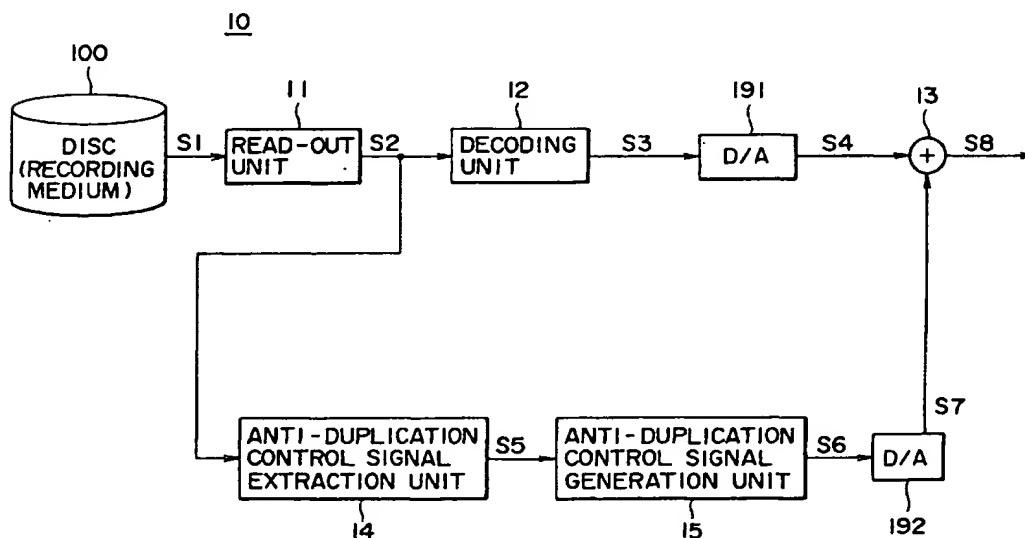 10
100
11
12
191
13
DISC
(RECORDING
MEDIUM)
S1
READ-OUT
UNIT
S2
DECODING
UNIT
S3
D/A
S4
+
S8
S7
ANTI-DUPLICATION
CONTROL SIGNAL
EXTRACTION UNIT
S5
ANTI-DUPLICATION
CONTROL SIGNAL
GENERATION UNIT
S6
D/A
14
15
192